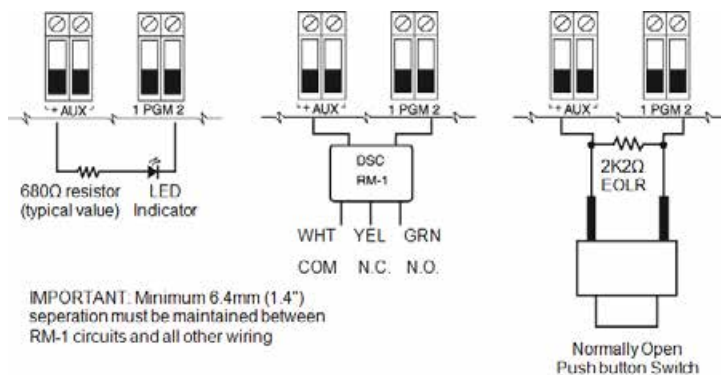 + AUX -
1 PGM 2
680Ω resistor
(typical value)
LED
Indicator
+ AUX -
1 PGM 2
DSC
RM-1
WHT YEL GRN
COM N.C. N.O.
IMPORTANT: Minimum 6.4mm (1.4")
seperation must be maintained between
RM-1 circuits and all other wiring
+ AUX -
1 PGM 2
2K2Ω
EOLR
Normally Open
Push button Switch